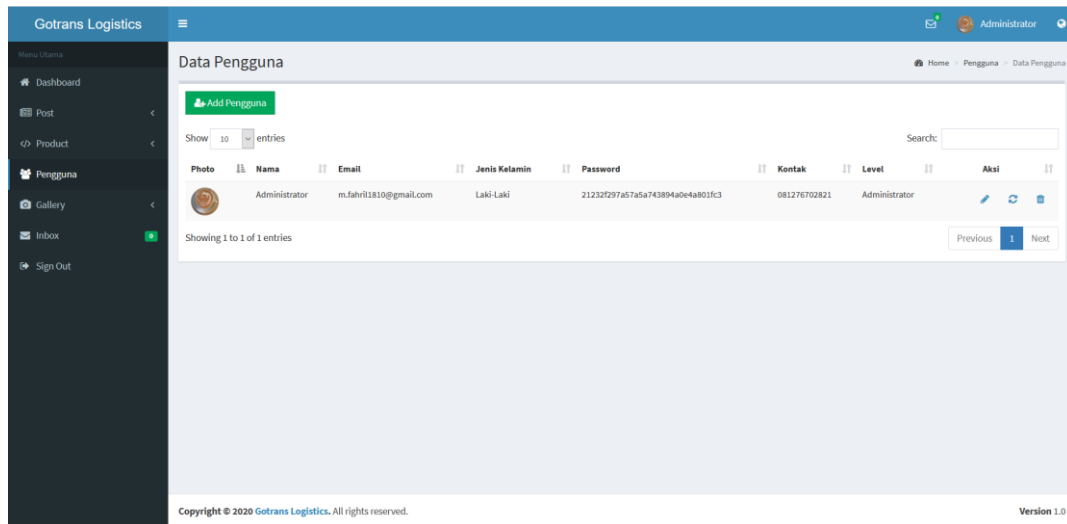 Gotrans Logistics
Administrator
Menu Utama
Dashboard
Post
Product
Pengguna
Gallery
Inbox 0
Sign Out
Data Pengguna
Home > Pengguna > Data Pengguna
Add Pengguna
Show 10 entries
Search:
Photo Nama Email Jenis Kelamin Password Kontak Level Aksi
Administrator m.fahril1810@gmail.com Laki-Laki 21232f297a57a5a743894a0e4a801fc3 081276702821 Administrator
Showing 1 to 1 of 1 entries
Previous 1 Next
Copyright © 2020 Gotrans Logistics. All rights reserved.
Version 1.0